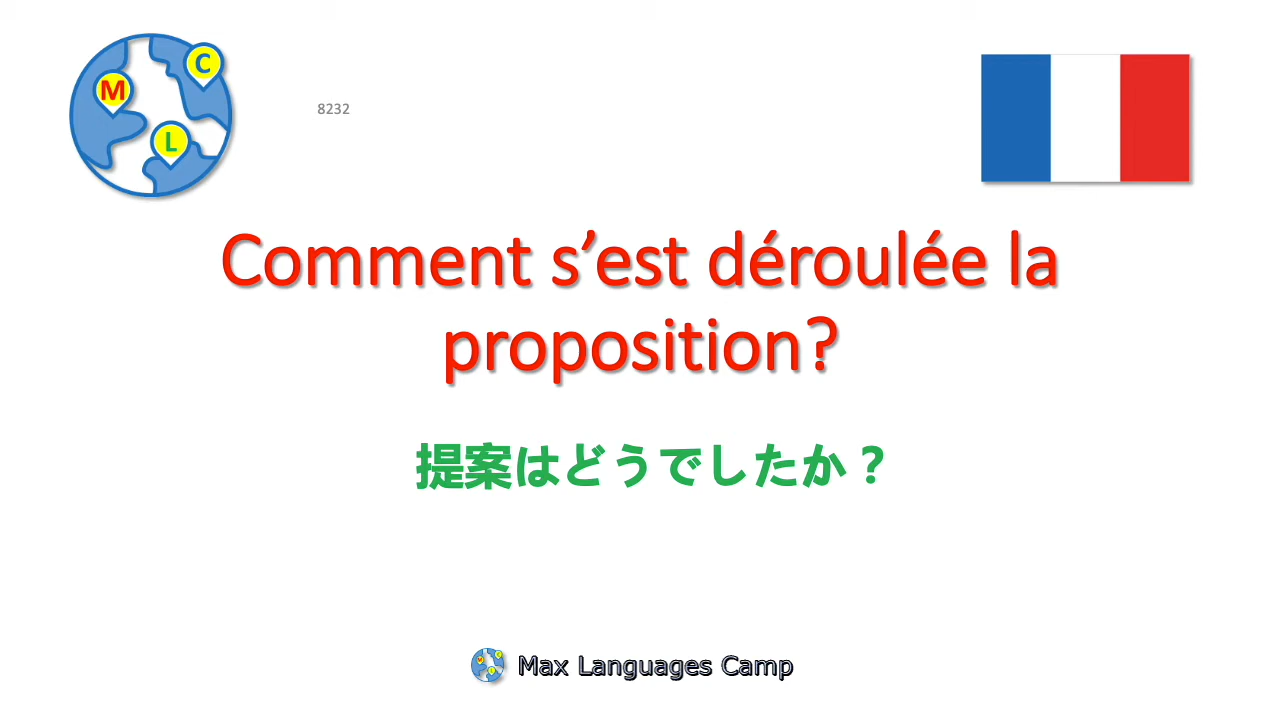 M
C
L
8232
Comment s’est déroulée la
proposition?
提案はどうでしたか？
Max Languages Camp